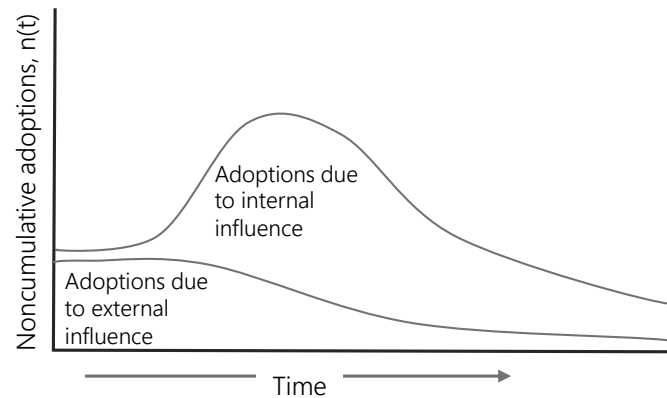 Noncumulative adoptions, n(t)
Adoptions due
to internal
influence
Adoptions due
to external
influence
Time